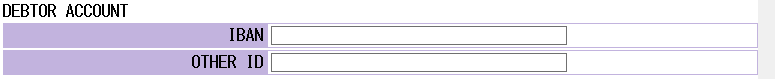 DEBTOR ACCOUNT
IBAN
OTHER ID